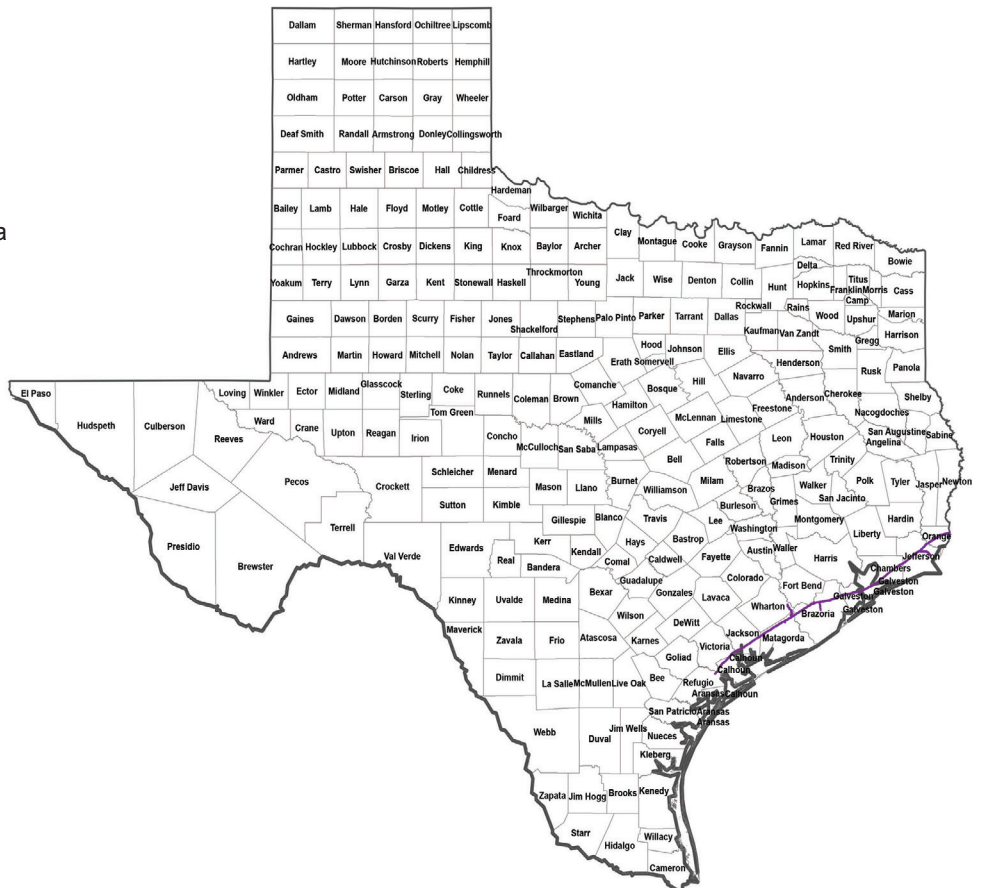 Dallam Sherman Hansford Ochiltree Lipscomb
Hartley Moore Hutchinson Roberts Hemphill
Oldham Potter Carson Gray Wheeler
Deaf Smith Randall Armstrong Donley Collingsworth
Parmer Castro Swisher Briscoe Hall Childress
Hardeman
Bailey Lamb Hale Floyd Motley Cottle Foard Wilbarger Wichita
a
Clay Montague Cooke Grayson Fannin Lamar Red River Bowie
Cochran Hockley Lubbock Crosby Dickens King Knox Baylor Archer
Delta
Yoakum Terry Lynn Garza Kent Stonewall Haskell Throckmorton Young Jack Wise Denton Collin Hunt Hopkins Franklin Titus Morris Cass
Camp
Rockwall Rains
Gaines Dawson Borden Scurry Fisher Jones Shackelford Stephens Palo Pinto Parker Tarrant Dallas Kaufman Van Zandt Wood Upshur Marion
Gregg Harrison
Andrews Martin Howard Mitchell Nolan Taylor Callahan Eastland Erath Hood Somervell Johnson Ellis Henderson Smith Rusk Panola
El Paso Hudspeth Culberson Reeves Loving Winkler Ector Midland Glasscock Sterling Coke Runnels Coleman Brown Comanche Hamilton Bosque Hill Navarro Anderson Cherokee Shelby
Tom Green Freestone Nacogdoches
Ward Crane Upton Reagan Irion Concho McCulloch San Saba Mills Lampasas Coryell McLennan Limestone Falls Leon Houston Angelina San Augustine Sabine
Jeff Davis Pecos Crockett Schleicher Menard Mason Llano Burnet Bell Milam Robertson Madison Trinity Polk Tyler Jasper Newton
Presidio Brewster Terrell Sutton Kimble Gillespie Blanco Williamson Travis Lee Burleson Brazos Grimes Walker San Jacinto
Washington Montgomery Liberty Hardin Orange
Val Verde Edwards Real Kerr Bandera Kendall Comal Hays Caldwell Bastrop Fayette Austin Waller Harris Chambers Jefferson
Galveston
Galveston
Kinney Uvalde Medina Bexar Guadalupe Gonzales Lavaca Colorado Wharton Fort Bend Brazoria Galveston
Galveston
Maverick Zavala Frio Atascosa Wilson Karnes DeWitt Victoria Jackson Matagorda
Goliad Calhoun
Calhoun
Dimmit La Salle McMullen Live Oak Bee Refugio
Aransas Calhoun
San Patricio Aransas
Aransas
Webb Duval Jim Wells Nueces
Kleberg
Zapata Jim Hogg Brooks Kenedy
Starr Hidalgo Willacy
Cameron